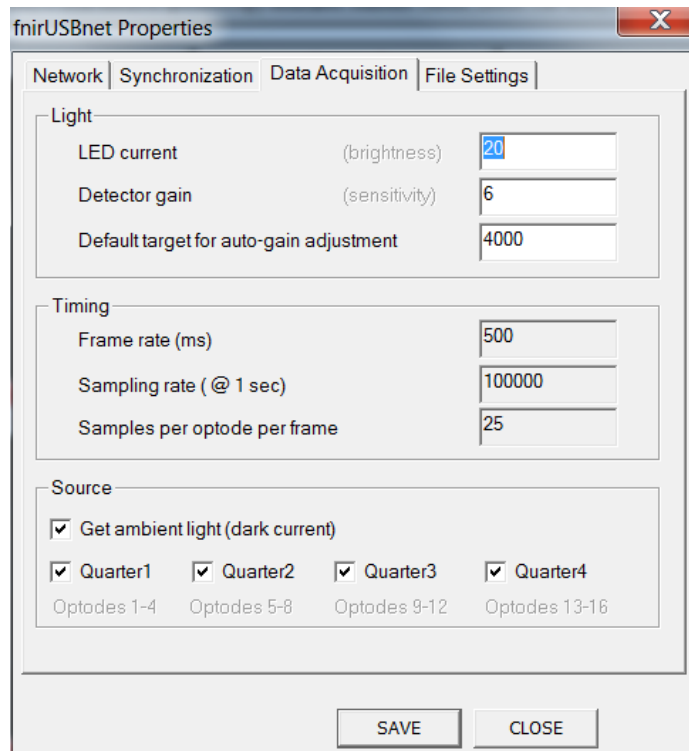 fnirUSBnet Properties
X
Network Synchronization Data Acquisition File Settings
Light
LED current (brightness) 20
Detector gain (sensitivity) 6
Default target for auto-gain adjustment 4000
Timing
Frame rate (ms) 500
Sampling rate ( @ 1 sec) 100000
Samples per optode per frame 25
Source
Get ambient light (dark current)
Quarter1 Quarter2 Quarter3 Quarter4
Optodes 1-4 Optodes 5-8 Optodes 9-12 Optodes 13-16
SAVE CLOSE